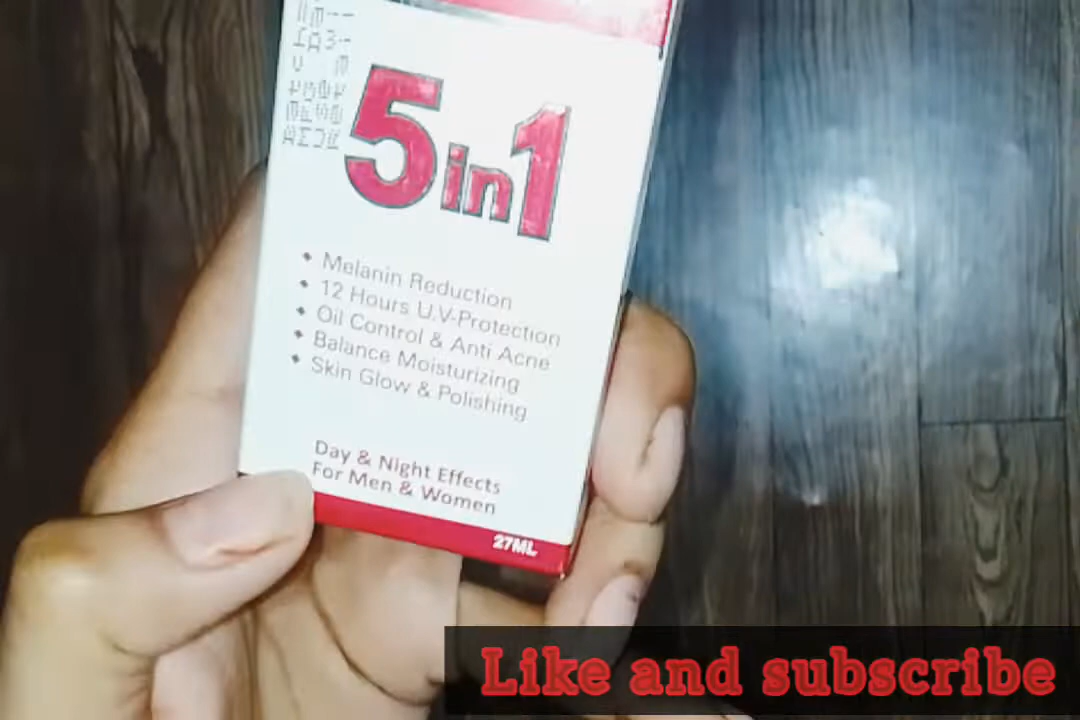 5in1
Melanin Reduction
12 Hours U.V-Protection
Oil Control & Anti Acne
Balance Moisturizing
Skin Glow & Polishing
Day & Night Effects
For Men & Women
27ML
Like and subscribe